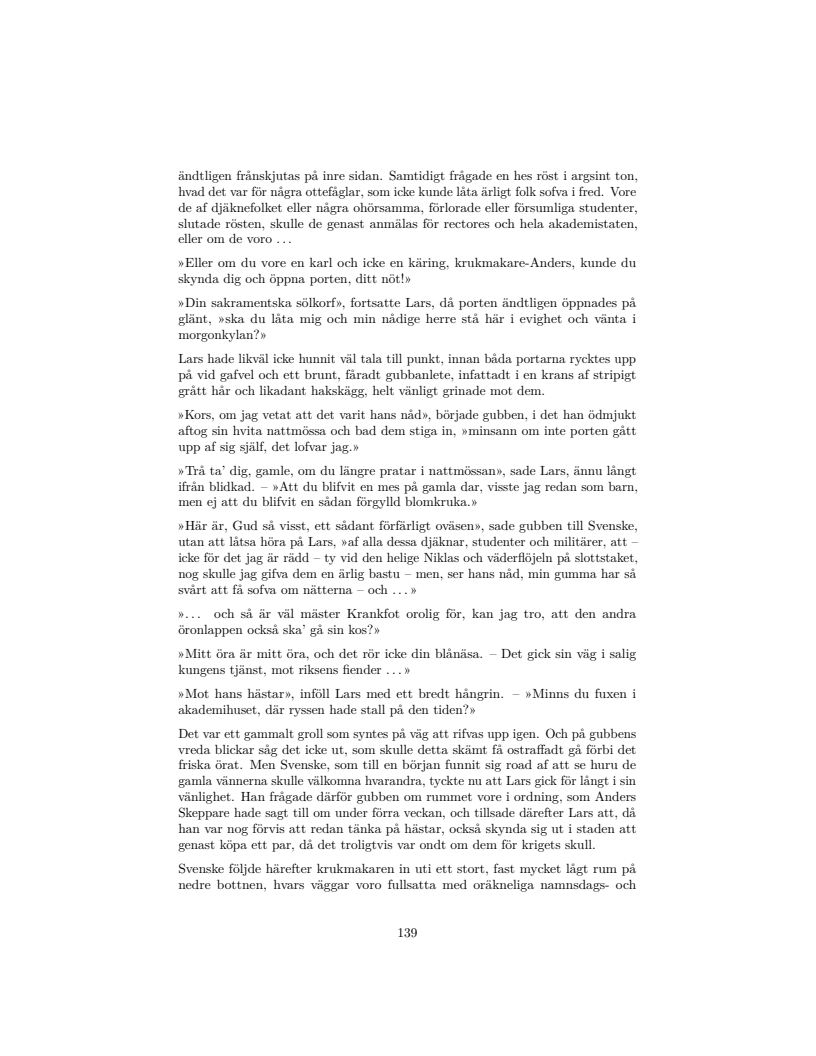 ändtligen frånskjutas på inre sidan. Samtidigt frågade en hes röst i argsint ton,
hvad det var för några ottefåglar, som icke kunde låta ärligt folk sofva i fred. Vore
de af djäknefolket eller några ohörsamma, förlorade eller försumliga studenter,
slutade rösten, skulle de genast anmälas för rectores och hela akademistaten,
eller om de voro . . .
»Eller om du vore en karl och icke en käring, krukmakare-Anders, kunde du
skynda dig och öppna porten, ditt nöt!»
»Din sakramentska sölkorf», fortsatte Lars, då porten ändtligen öppnades på
glänt, »ska du låta mig och min nådige herre stå här i evighet och vänta i
morgonkylan?»
Lars hade likväl icke hunnit väl tala till punkt, innan båda portarna rycktes upp
på vid gafvel och ett brunt, fåradt gubbanlete, infattadt i en krans af stripigt
grått hår och likadant hakskägg, helt vänligt grinade mot dem.
»Kors, om jag vetat att det varit hans nåd», började gubben, i det han ödmjukt
aftog sin hvita nattmössa och bad dem stiga in, »minsann om inte porten gått
upp af sig själf, det lofvar jag.»
»Trå ta’ dig, gamle, om du längre pratar i nattmössan», sade Lars, ännu långt
ifrån blidkad. – »Att du blifvit en mes på gamla dar, visste jag redan som barn,
men ej att du blifvit en sådan förgylld blomkruka.»
»Här är, Gud så visst, ett sådant förfärligt oväsen», sade gubben till Svenske,
utan att låtsa höra på Lars, »af alla dessa djäknar, studenter och militärer, att –
icke för det jag är rädd – ty vid den helige Niklas och väderflöjeln på slottstaket,
nog skulle jag gifva dem en ärlig bastu – men, ser hans nåd, min gumma har så
svårt att få sofva om nätterna – och . . . »
». . . och så är väl mäster Krankfot orolig för, kan jag tro, att den andra
öronlappen också ska’ gå sin kos?»
»Mitt öra är mitt öra, och det rör icke din blånäsa. – Det gick sin väg i salig
kungens tjänst, mot riksens fiender . . . »
»Mot hans hästar», inföll Lars med ett bredt hångrin. – »Minns du fuxen i
akademihuset, där ryssen hade stall på den tiden?»
Det var ett gammalt groll som syntes på väg att rifvas upp igen. Och på gubbens
vreda blickar såg det icke ut, som skulle detta skämt få ostraffadt gå förbi det
friska örat. Men Svenske, som till en början funnit sig road af att se huru de
gamla vännerna skulle välkomna hvarandra, tyckte nu att Lars gick för långt i sin
vänlighet. Han frågade därför gubben om rummet vore i ordning, som Anders
Skeppare hade sagt till om under förra veckan, och tillsade därefter Lars att, då
han var nog förvis att redan tänka på hästar, också skynda sig ut i staden att
genast köpa ett par, då det troligtvis var ondt om dem för krigets skull.
Svenske följde härefter krukmakaren in uti ett stort, fast mycket lågt rum på
nedre bottnen, hvars väggar voro fullsatta med oräkneliga namnsdags- och
139